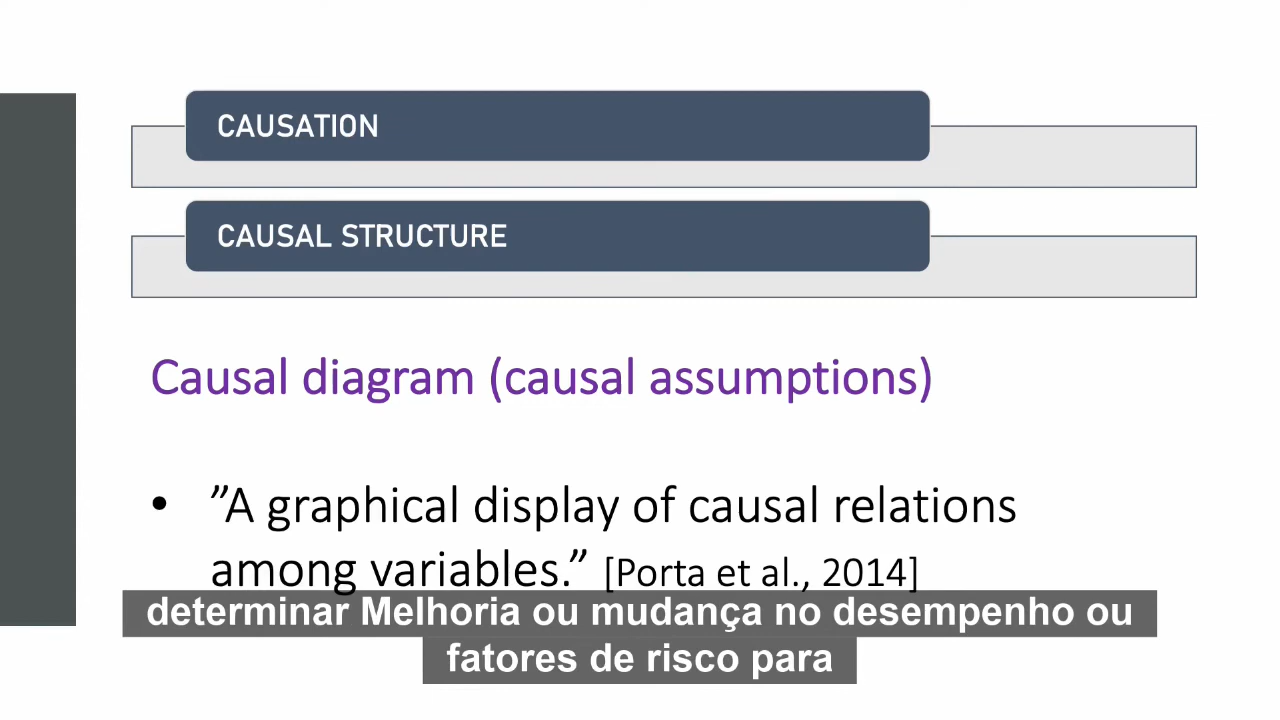 CAUSATION
CAUSAL STRUCTURE
Causal diagram (causal assumptions)
• ”A graphical display of causal relations
among variables.” [Porta et al., 2014]
determinar Melhoria ou mudança no desempenho ou
fatores de risco para